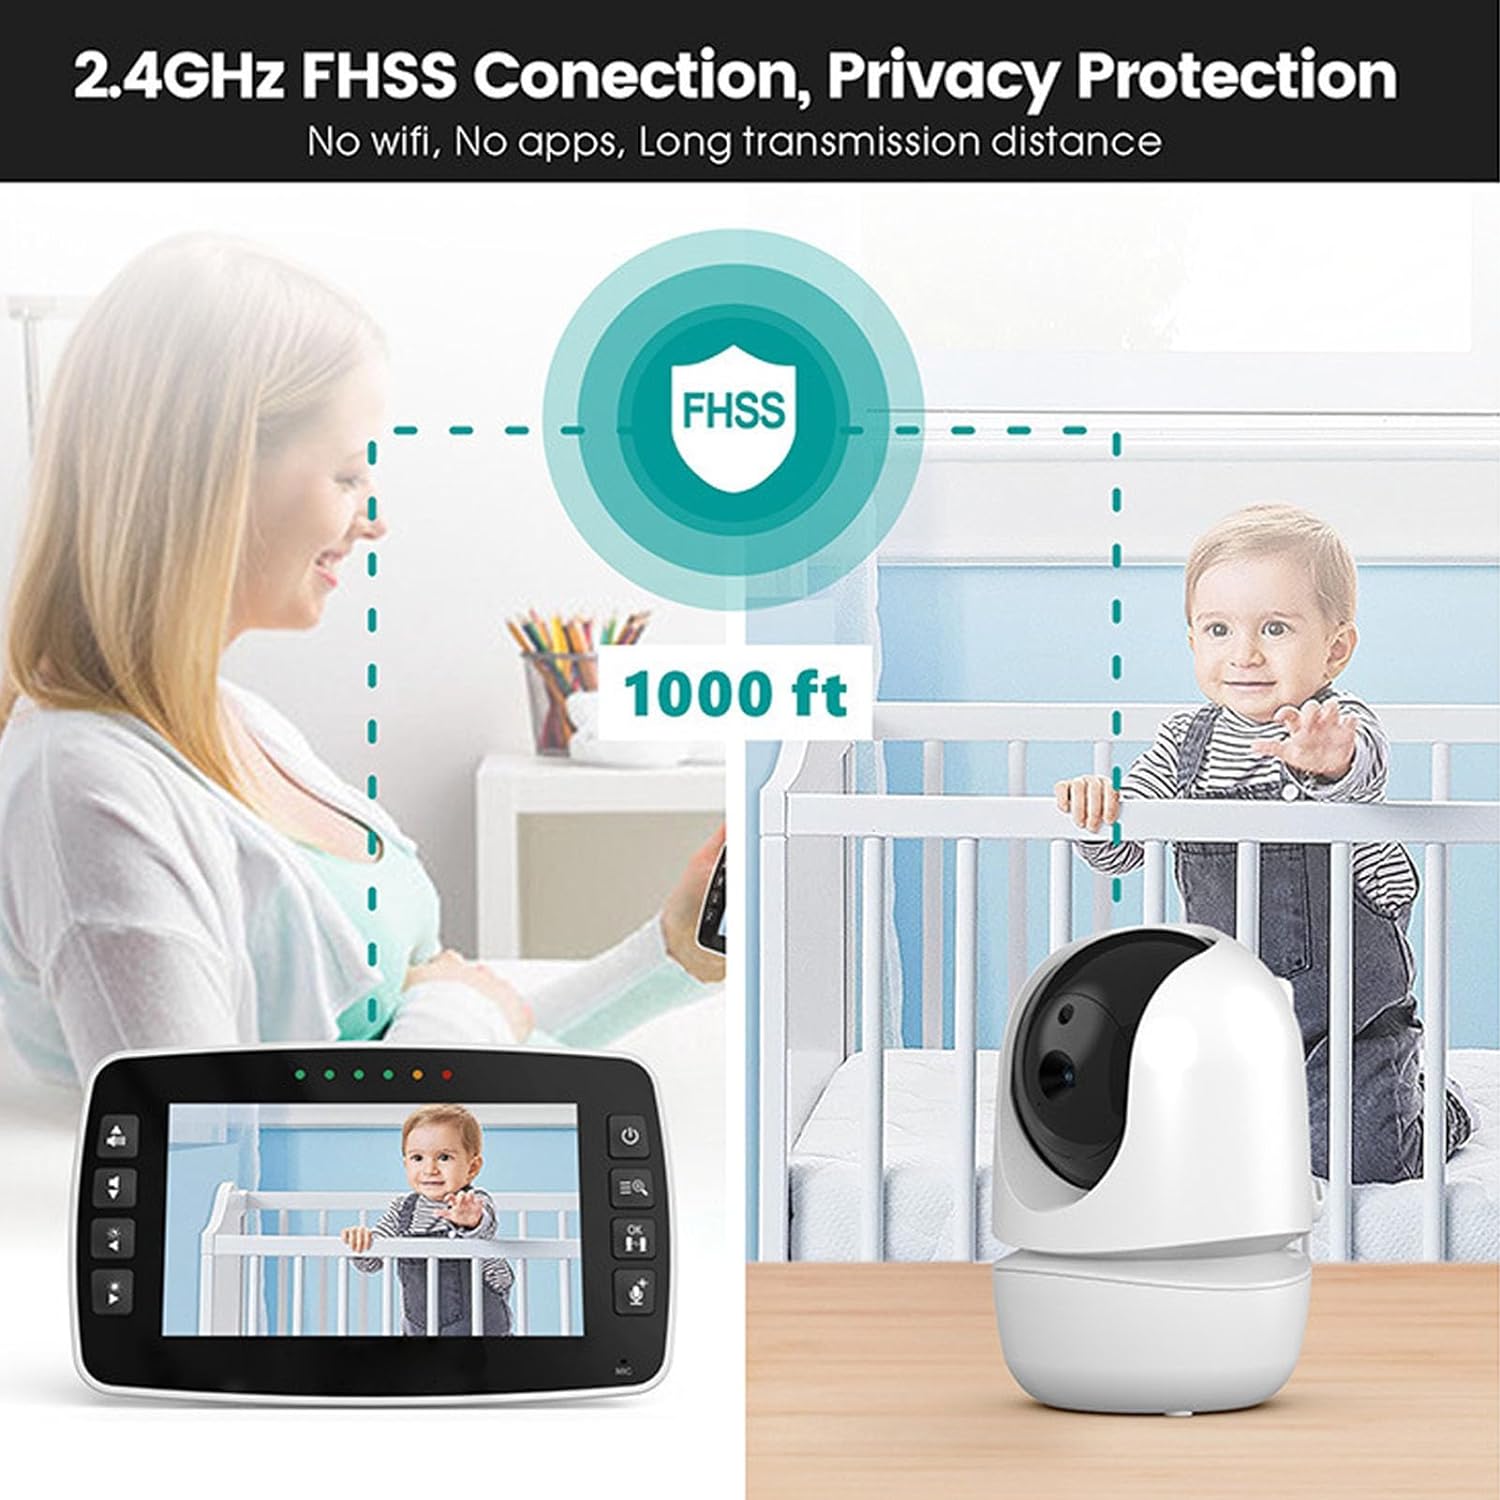 2.4GHz FHSS Conection, Privacy Protection
No wifi, No apps, Long transmission distance
FHSS
1000 ft
OK
MIC